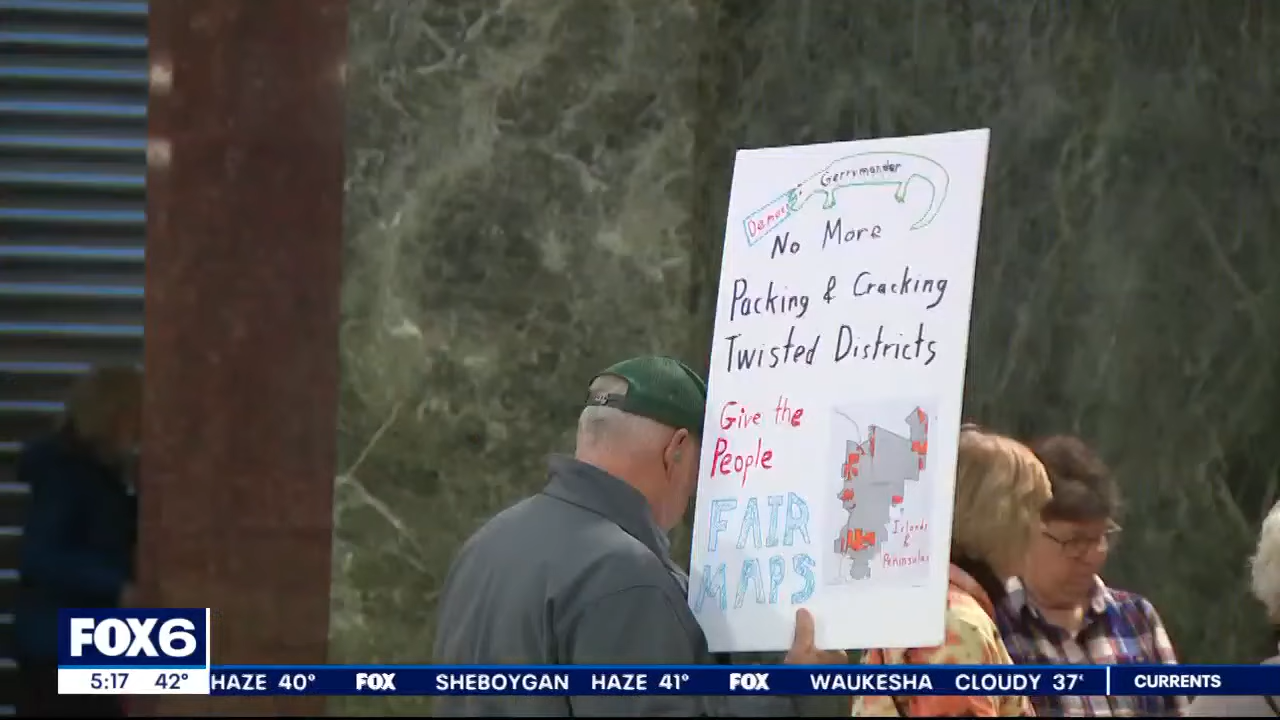 Gerrymander
No More
Packing & Cracking
Twisted Districts
Give the
People
FAIR
MAPS
Islands
&
Peninsulas
FOX6
5:17 42°
HAZE 40° FOX SHEBOYGAN HAZE 41° FOX WAUKESHA CLOUDY 37° CURRENTS